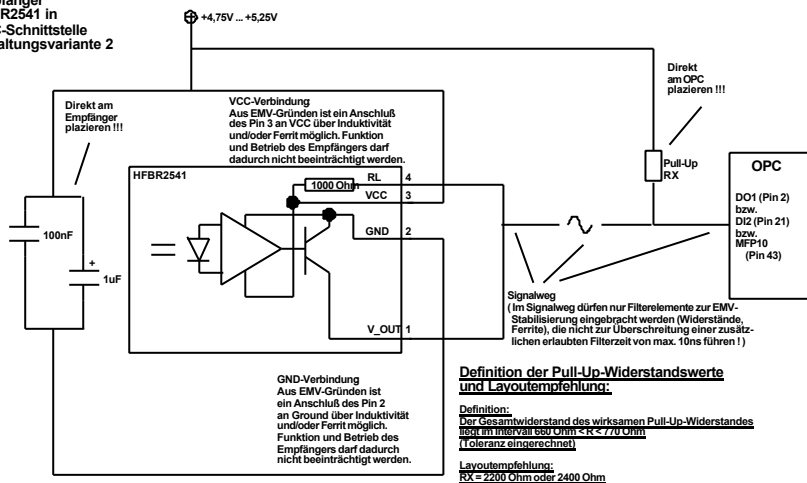 R2541 in
-Schnittstelle
altungsvariante 2
+4,75V ... +5,25V
Direkt am
Empfänger
plazieren !!!
VCC-Verbindung
Aus EMV-Gründen ist ein Anschluß
des Pin 3 an VCC über Induktivität
und/oder Ferrit möglich. Funktion
und Betrieb des Empfängers darf
dadurch nicht beeinträchtigt werden.
Direkt
am OPC
plazieren !!!
HFBR2541
RL 4
1000 Ohm
VCC 3
GND 2
V_OUT 1
100nF
+
1uF
Pull-Up
RX
OPC
DO1 (Pin 2)
bzw.
DI2 (Pin 21)
bzw.
MFP10
(Pin 43)
Signalweg
( Im Signalweg dürfen nur Filterelemente zur EMV-
Stabilisierung eingebracht werden (Widerstände,
Ferrite), die nicht zur Überschreitung einer zusätz-
lichen erlaubten Filterzeit von max. 10ns führen ! )
GND-Verbindung
Aus EMV-Gründen ist
ein Anschluß des Pin 2
an Ground über Induktivität
und/oder Ferrit möglich.
Funktion und Betrieb des
Empfängers darf dadurch
nicht beeinträchtigt werden.
Definition der Pull-Up-Widerstandswerte
und Layoutempfehlung:
Definition:
Der Gesamtwiderstand des wirksamen Pull-Up-Widerstandes
liegt im Intervall 660 Ohm < R < 770 Ohm
(Toleranz eingerechnet)
Layoutempfehlung:
RX = 2200 Ohm oder 2400 Ohm